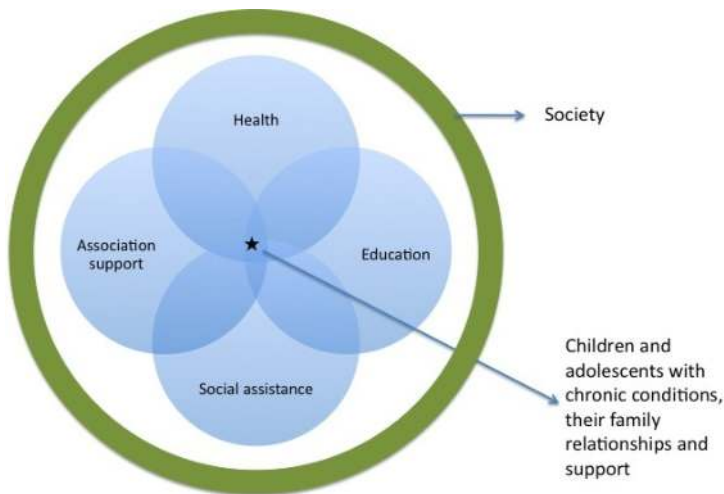 Health
Society
Association
support
Education
Social assistance
Children and
adolescents with
chronic conditions,
their family
relationships and
support